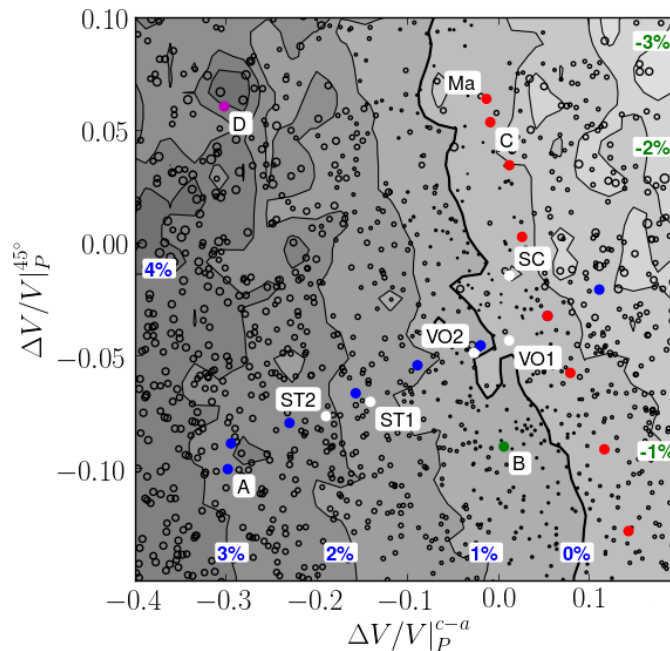 0.10
0.05
0.00
−0.05
−0.10
ΔV/V|_P^{45°}
-3%
Ma
D
C
-2%
SC
4%
VO2
VO1
ST2
ST1
-1%
B
A
3%
2%
1%
0%
−0.4
−0.3
−0.2
−0.1
0.0
0.1
ΔV/V|_P^{c−a}